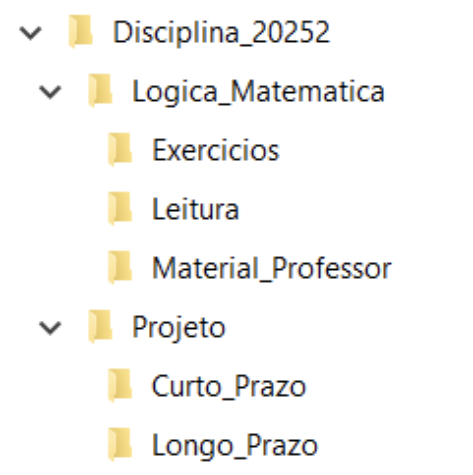 Disciplina_20252
Logica_Matematica
Exercicios
Leitura
Material_Professor
Projeto
Curto_Prazo
Longo_Prazo